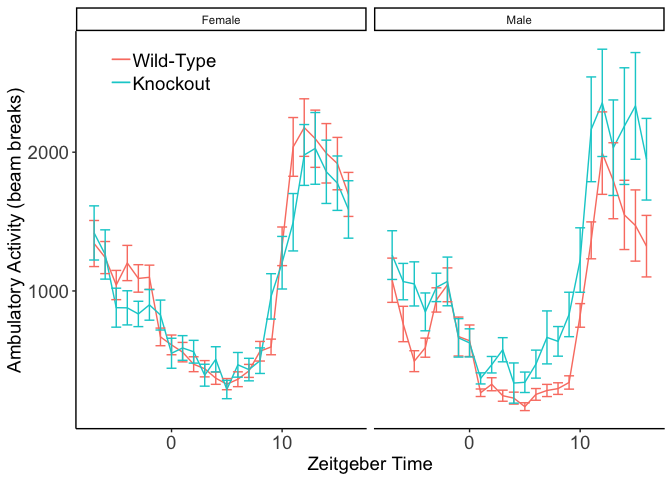 Female
Male
Wild-Type
Knockout
Ambulatory Activity (beam breaks)
2000
1000
0
10
0
10
Zeitgeber Time